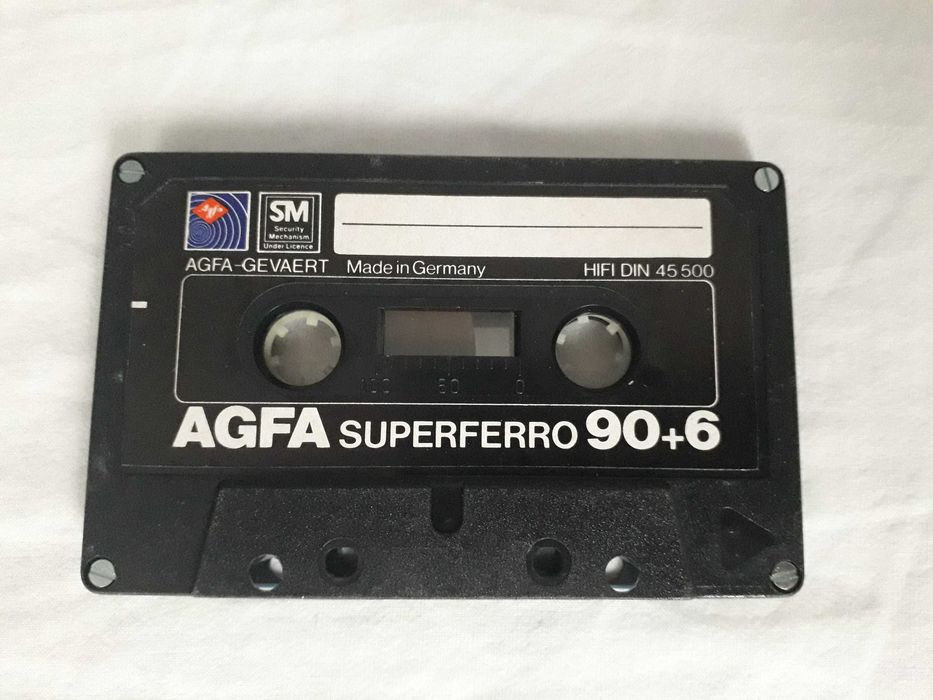 Agfa
SM
Security
Mechanism
Under Licence
AGFA-GEVAERT Made in Germany HIFI DIN 45 500
100 50 0
AGFA SUPERFERRO 90+6